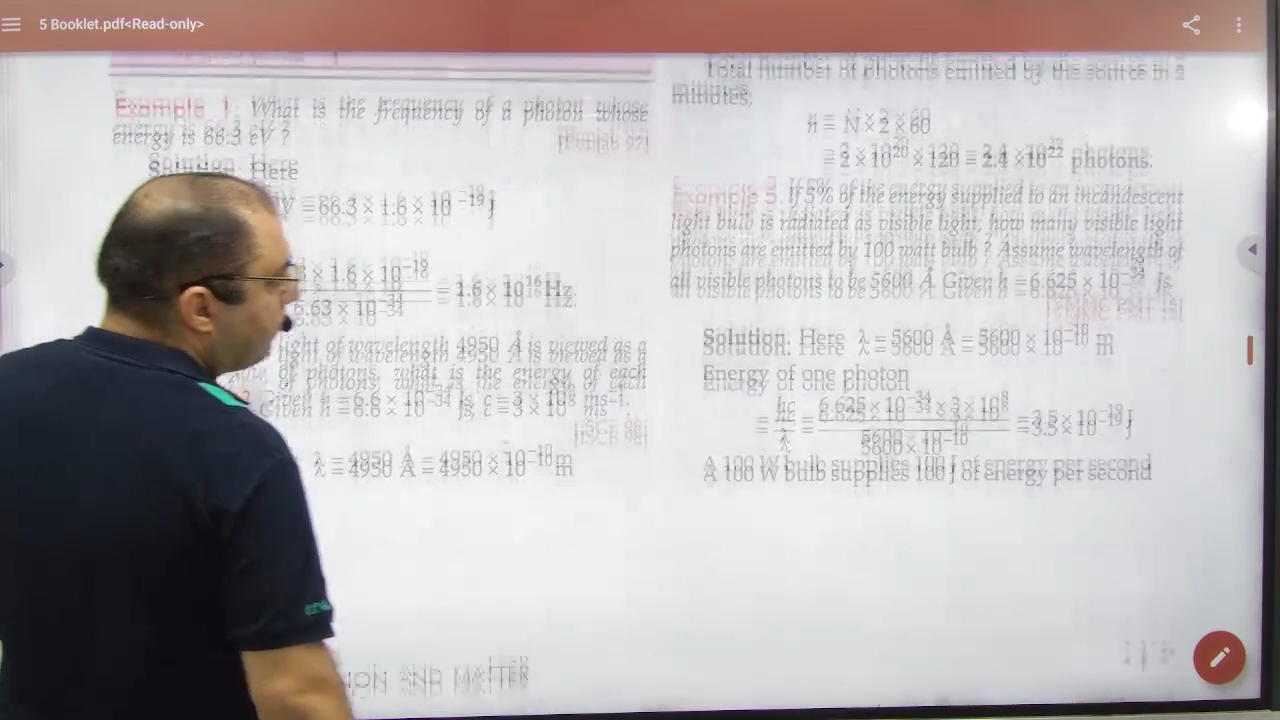 5 Booklet.pdf<Read-only>
Example 1. What is the frequency of a photon whose
energy is 66.3 eV ?
[Punjab 97]
Solution. Here
V = 66.3 × 1.6 × 10⁻¹⁹ J
× 1.6 × 10⁻¹⁹
6.63 × 10⁻³⁴
= 1.6 × 10¹⁶ Hz.
light of wavelength 4950 Å is viewed as a
of photons, what is the energy of each
Given h = 6.6 × 10⁻³⁴ Js, c = 3 × 10⁸ ms⁻¹.
λ = 4950 Å = 4950 × 10⁻¹⁰ m
AND MATTER
Total number of photons emitted by the source in 2
minutes,
n = N × 2 × 60
= 2 × 10²⁰ × 120 = 2.4 × 10²² photons.
Example 5. If 5% of the energy supplied to an incandescent
light bulb is radiated as visible light, how many visible light
photons are emitted by 100 watt bulb ? Assume wavelength of
all visible photons to be 5600 Å. Given h = 6.625 × 10⁻³⁴ Js.
Solution. Here λ = 5600 Å = 5600 × 10⁻¹⁰ m
Energy of one photon
= hc/λ = 6.625 × 10⁻³⁴ × 3 × 10⁸ / 5600 × 10⁻¹⁰ = 3.5 × 10⁻¹⁹ J
A 100 W bulb supplies 100 J of energy per second